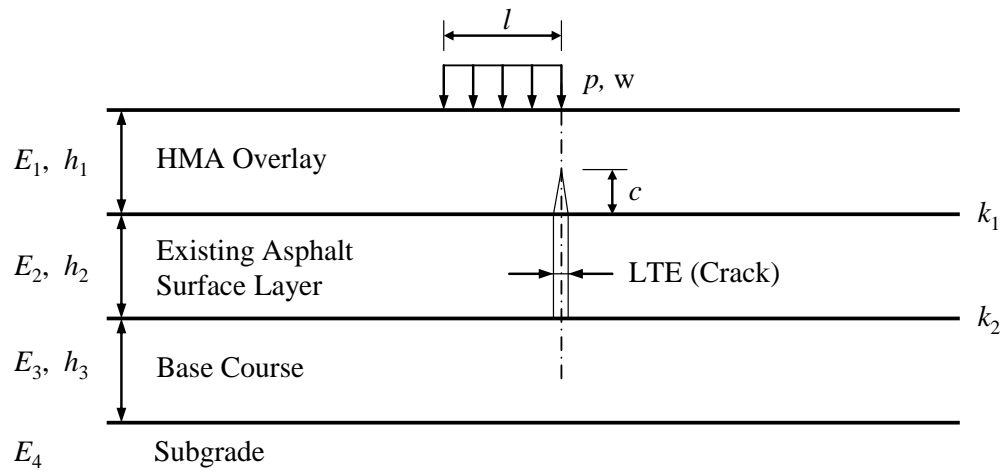 l
p, w
E1, h1
HMA Overlay
c
k1
E2, h2
Existing Asphalt
Surface Layer
LTE (Crack)
k2
E3, h3
Base Course
E4
Subgrade